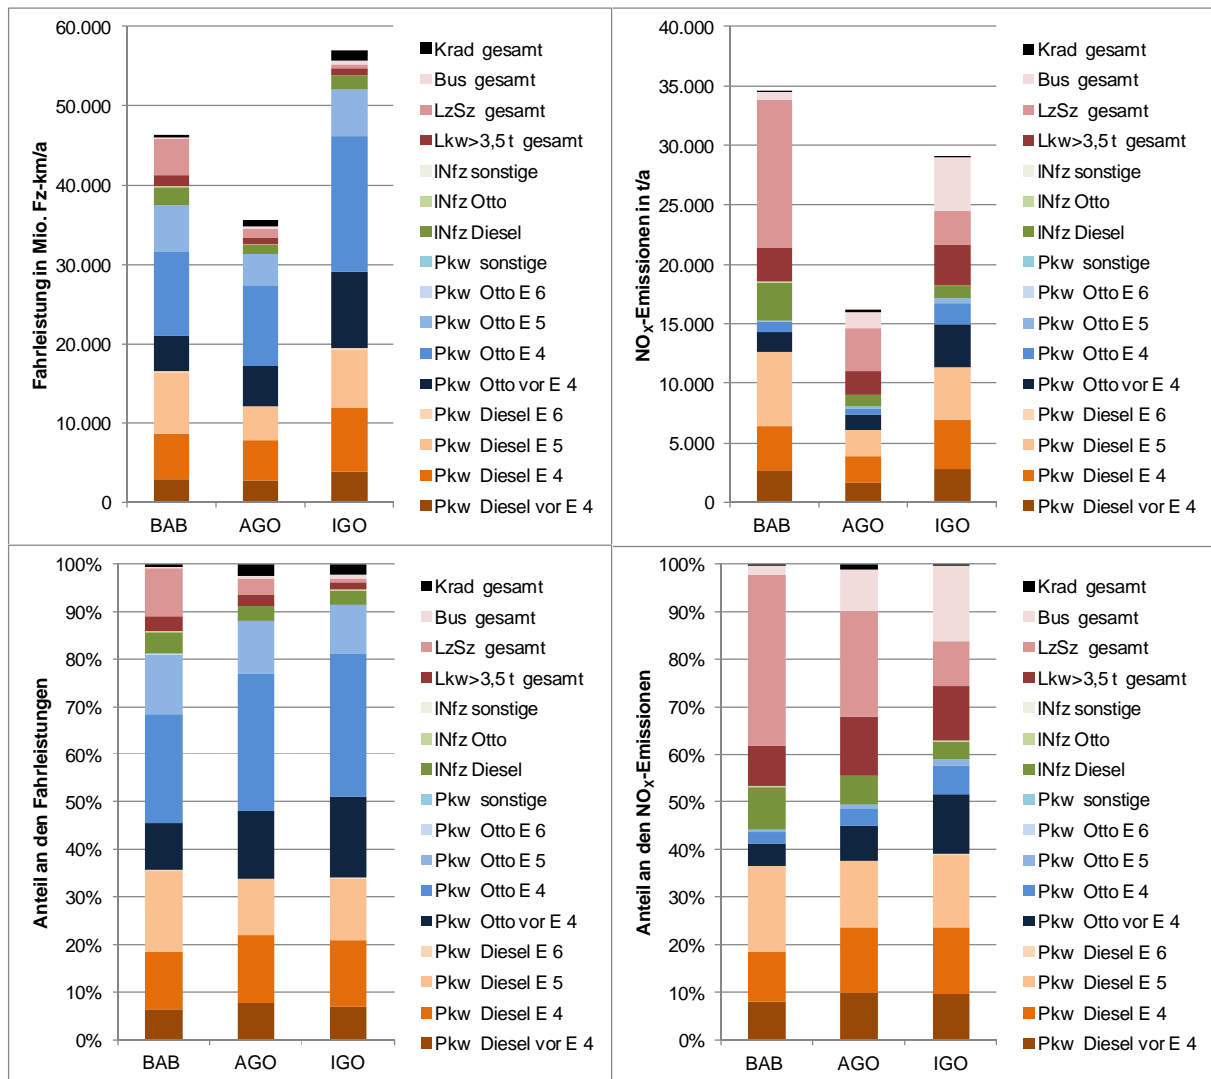 Fahrleistung in Mio. Fz-km/a
60.000
50.000
40.000
30.000
20.000
10.000
0
BAB
AGO
IGO
Krad gesamt
Bus gesamt
LzSz gesamt
Lkw>3,5 t gesamt
lNfz sonstige
lNfz Otto
lNfz Diesel
Pkw sonstige
Pkw Otto E 6
Pkw Otto E 5
Pkw Otto E 4
Pkw Otto vor E 4
Pkw Diesel E 6
Pkw Diesel E 5
Pkw Diesel E 4
Pkw Diesel vor E 4
NOX-Emissionen in t/a
40.000
35.000
30.000
25.000
20.000
15.000
10.000
5.000
0
BAB
AGO
IGO
Krad gesamt
Bus gesamt
LzSz gesamt
Lkw>3,5 t gesamt
lNfz sonstige
lNfz Otto
lNfz Diesel
Pkw sonstige
Pkw Otto E 6
Pkw Otto E 5
Pkw Otto E 4
Pkw Otto vor E 4
Pkw Diesel E 6
Pkw Diesel E 5
Pkw Diesel E 4
Pkw Diesel vor E 4
Anteil an den Fahrleistungen
100%
90%
80%
70%
60%
50%
40%
30%
20%
10%
0%
BAB
AGO
IGO
Krad gesamt
Bus gesamt
LzSz gesamt
Lkw>3,5 t gesamt
lNfz sonstige
lNfz Otto
lNfz Diesel
Pkw sonstige
Pkw Otto E 6
Pkw Otto E 5
Pkw Otto E 4
Pkw Otto vor E 4
Pkw Diesel E 6
Pkw Diesel E 5
Pkw Diesel E 4
Pkw Diesel vor E 4
Anteil an den NOX-Emissionen
100%
90%
80%
70%
60%
50%
40%
30%
20%
10%
0%
BAB
AGO
IGO
Krad gesamt
Bus gesamt
LzSz gesamt
Lkw>3,5 t gesamt
lNfz sonstige
lNfz Otto
lNfz Diesel
Pkw sonstige
Pkw Otto E 6
Pkw Otto E 5
Pkw Otto E 4
Pkw Otto vor E 4
Pkw Diesel E 6
Pkw Diesel E 5
Pkw Diesel E 4
Pkw Diesel vor E 4